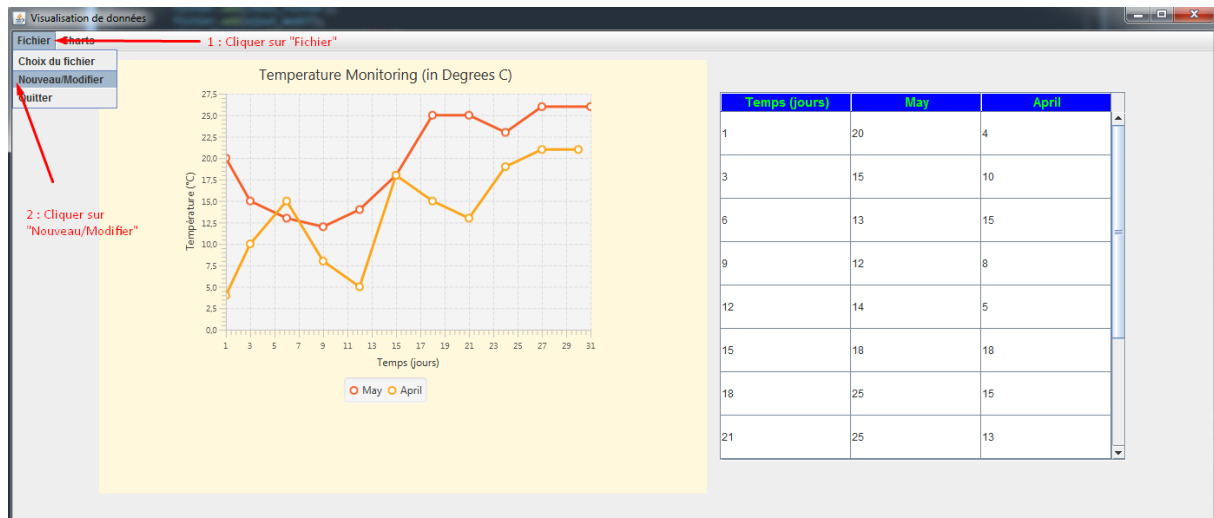 Visualisation de données
Fichier Charts
1 : Cliquer sur "Fichier"
Choix du fichier
Nouveau/Modifier
Quitter
2 : Cliquer sur
"Nouveau/Modifier"
Temperature Monitoring (in Degrees C)
27,5
25,0
22,5
20,0
17,5
15,0
12,5
10,0
7,5
5,0
2,5
0,0
Température (°C)
1 3 5 7 9 11 13 15 17 19 21 23 25 27 29 31
Temps (jours)
May April
Temps (jours) May April
1 20 4
3 15 10
6 13 15
9 12 8
12 14 5
15 18 18
18 25 15
21 25 13